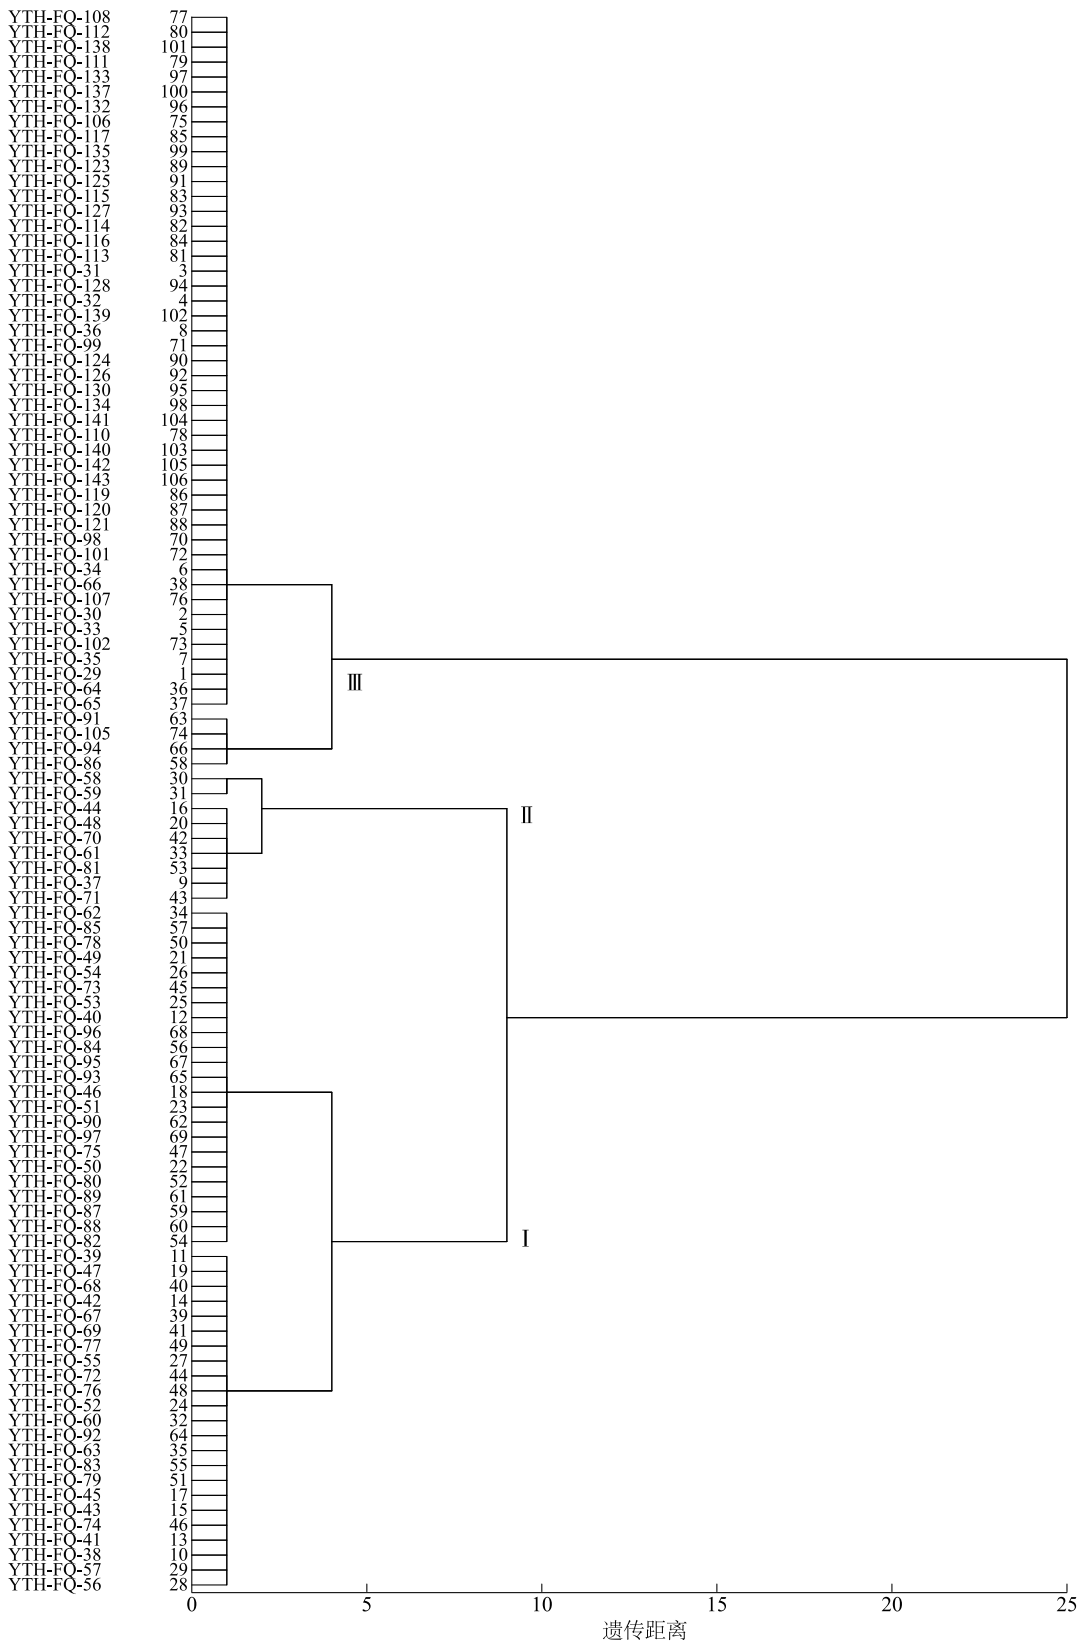 YTH-FQ-108 77
YTH-FQ-112 80
YTH-FQ-138 101
YTH-FQ-111 79
YTH-FQ-133 97
YTH-FQ-137 100
YTH-FQ-132 96
YTH-FQ-106 75
YTH-FQ-117 85
YTH-FQ-135 99
YTH-FQ-123 89
YTH-FQ-125 91
YTH-FQ-115 83
YTH-FQ-127 93
YTH-FQ-114 82
YTH-FQ-116 84
YTH-FQ-113 81
YTH-FQ-31 3
YTH-FQ-128 94
YTH-FQ-32 4
YTH-FQ-139 102
YTH-FQ-36 8
YTH-FQ-99 71
YTH-FQ-124 90
YTH-FQ-126 92
YTH-FQ-130 95
YTH-FQ-134 98
YTH-FQ-141 104
YTH-FQ-110 78
YTH-FQ-140 103
YTH-FQ-142 105
YTH-FQ-143 106
YTH-FQ-119 86
YTH-FQ-120 87
YTH-FQ-121 88
YTH-FQ-98 70
YTH-FQ-101 72
YTH-FQ-34 6
YTH-FQ-66 38
YTH-FQ-107 76
YTH-FQ-30 2
YTH-FQ-33 5
YTH-FQ-102 73
YTH-FQ-35 7
YTH-FQ-29 1
Ⅲ
YTH-FQ-64 36
YTH-FQ-65 37
YTH-FQ-91 63
YTH-FQ-105 74
YTH-FQ-94 66
YTH-FQ-86 58
YTH-FQ-58 30
YTH-FQ-59 31
YTH-FQ-44 16
Ⅱ
YTH-FQ-48 20
YTH-FQ-70 42
YTH-FQ-61 33
YTH-FQ-81 53
YTH-FQ-37 9
YTH-FQ-71 43
YTH-FQ-62 34
YTH-FQ-85 57
YTH-FQ-78 50
YTH-FQ-49 21
YTH-FQ-54 26
YTH-FQ-73 45
YTH-FQ-53 25
YTH-FQ-40 12
YTH-FQ-96 68
YTH-FQ-84 56
YTH-FQ-95 67
YTH-FQ-93 65
YTH-FQ-46 18
YTH-FQ-51 23
YTH-FQ-90 62
YTH-FQ-97 69
YTH-FQ-75 47
YTH-FQ-50 22
YTH-FQ-80 52
YTH-FQ-89 61
YTH-FQ-87 59
YTH-FQ-88 60
YTH-FQ-82 54
Ⅰ
YTH-FQ-39 11
YTH-FQ-47 19
YTH-FQ-68 40
YTH-FQ-42 14
YTH-FQ-67 39
YTH-FQ-69 41
YTH-FQ-77 49
YTH-FQ-55 27
YTH-FQ-72 44
YTH-FQ-76 48
YTH-FQ-52 24
YTH-FQ-60 32
YTH-FQ-92 64
YTH-FQ-63 35
YTH-FQ-83 55
YTH-FQ-79 51
YTH-FQ-45 17
YTH-FQ-43 15
YTH-FQ-74 46
YTH-FQ-41 13
YTH-FQ-38 10
YTH-FQ-57 29
YTH-FQ-56 28
0 5 10 15 20 25
遗传距离